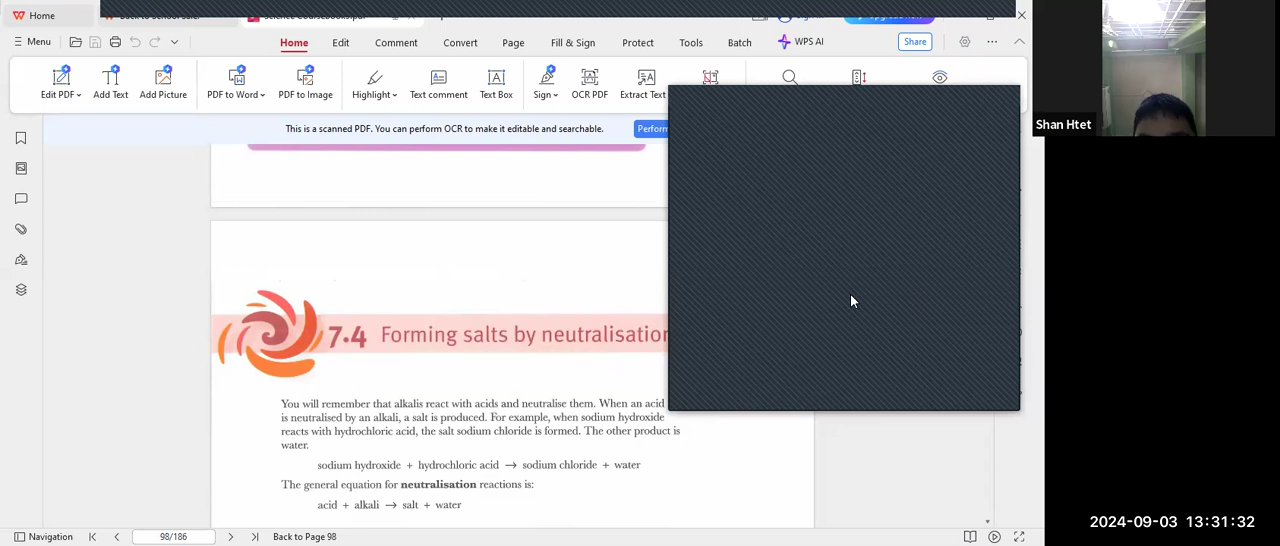 Home
Menu
Home Edit Comment Convert Page Fill & Sign Protect Tools Batch WPS AI Share
Edit PDF Add Text Add Picture PDF to Word PDF to Image Highlight Text comment Text Box Sign OCR PDF Extract Text
This is a scanned PDF. You can perform OCR to make it editable and searchable. Perform
Shan Htet
7.4 Forming salts by neutralisation
You will remember that alkalis react with acids and neutralise them. When an acid
is neutralised by an alkali, a salt is produced. For example, when sodium hydroxide
reacts with hydrochloric acid, the salt sodium chloride is formed. The other product is
water.
sodium hydroxide + hydrochloric acid → sodium chloride + water
The general equation for neutralisation reactions is:
acid + alkali → salt + water
Navigation 98/186 Back to Page 98
2024-09-03 13:31:32